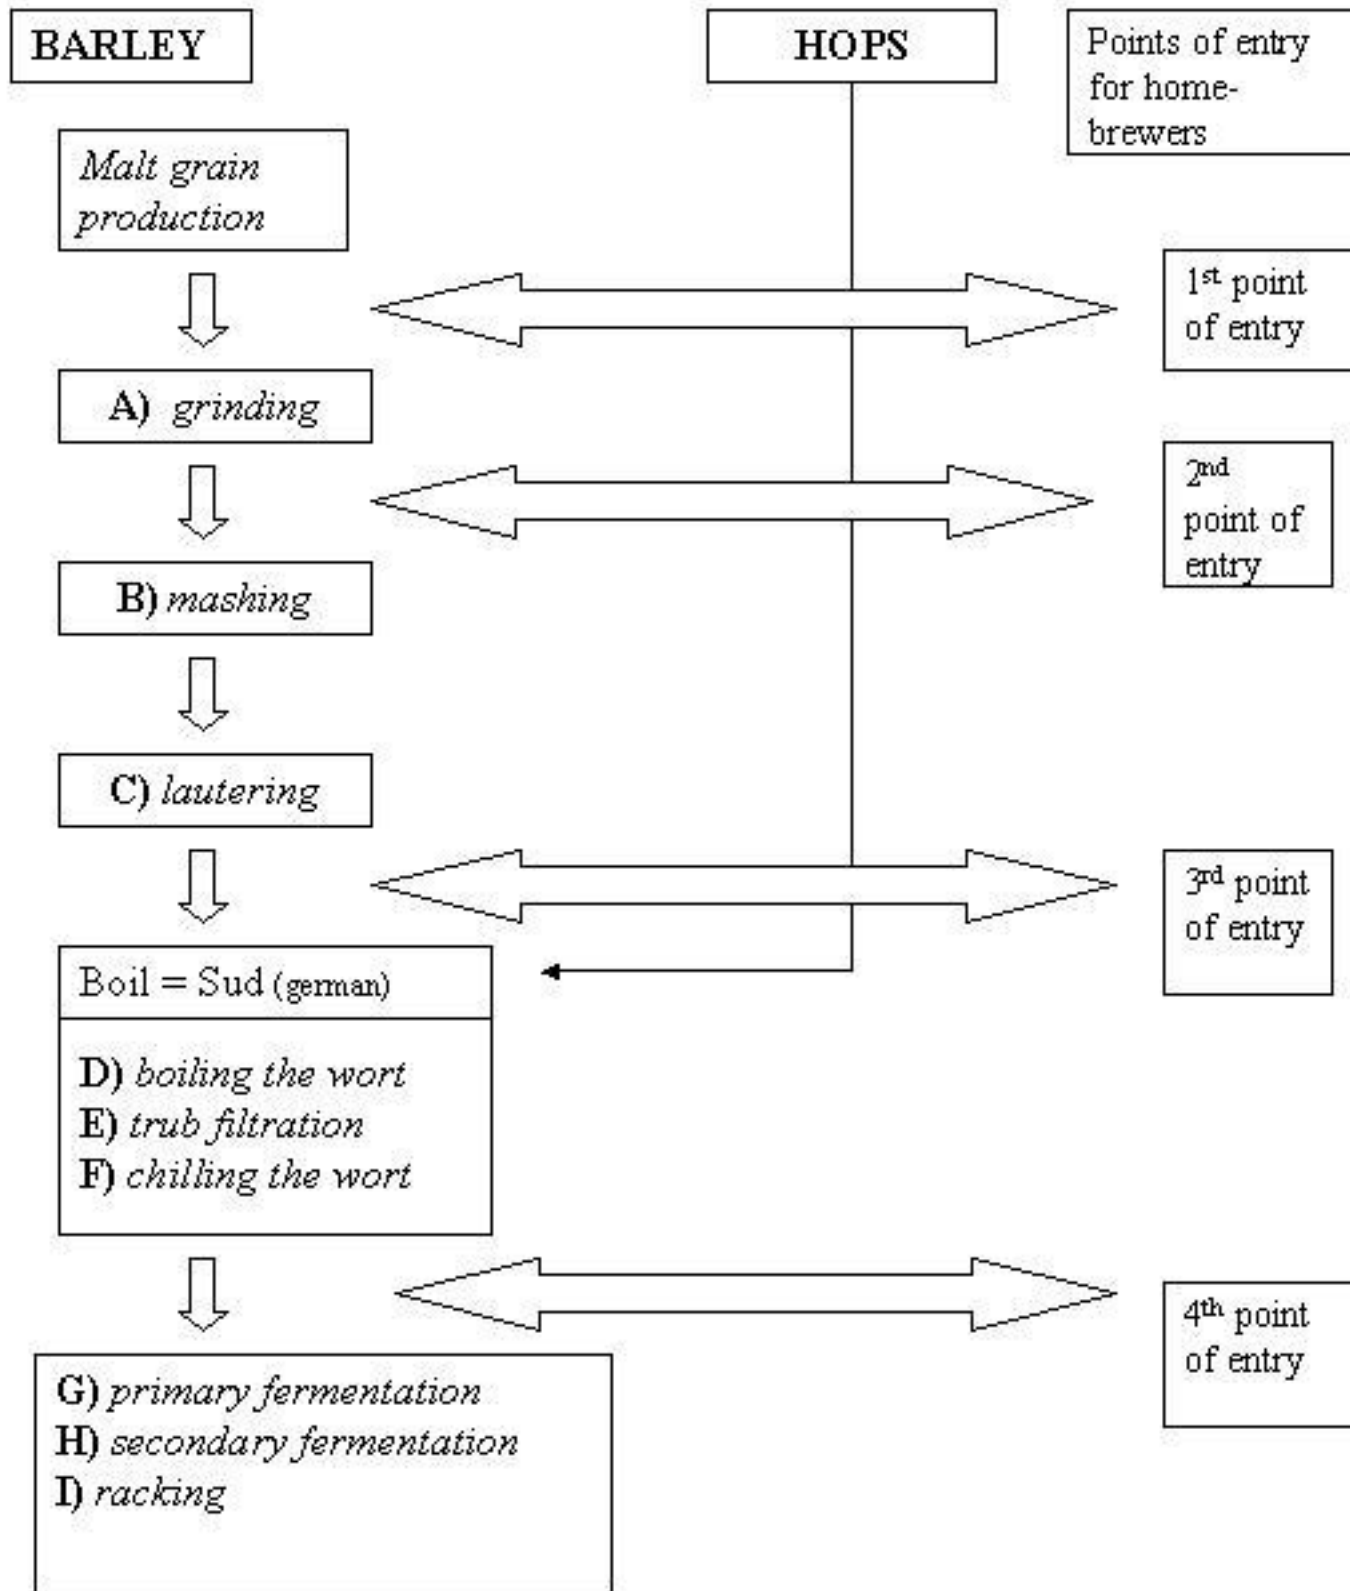 BARLEY
HOPS
Points of entry
for home-
brewers
Malt grain
production
1st point
of entry
A) grinding
2nd
point of
entry
B) mashing
C) lautering
3rd point
of entry
Boil = Sud (german)
D) boiling the wort
E) trub filtration
F) chilling the wort
4th point
of entry
G) primary fermentation
H) secondary fermentation
I) racking